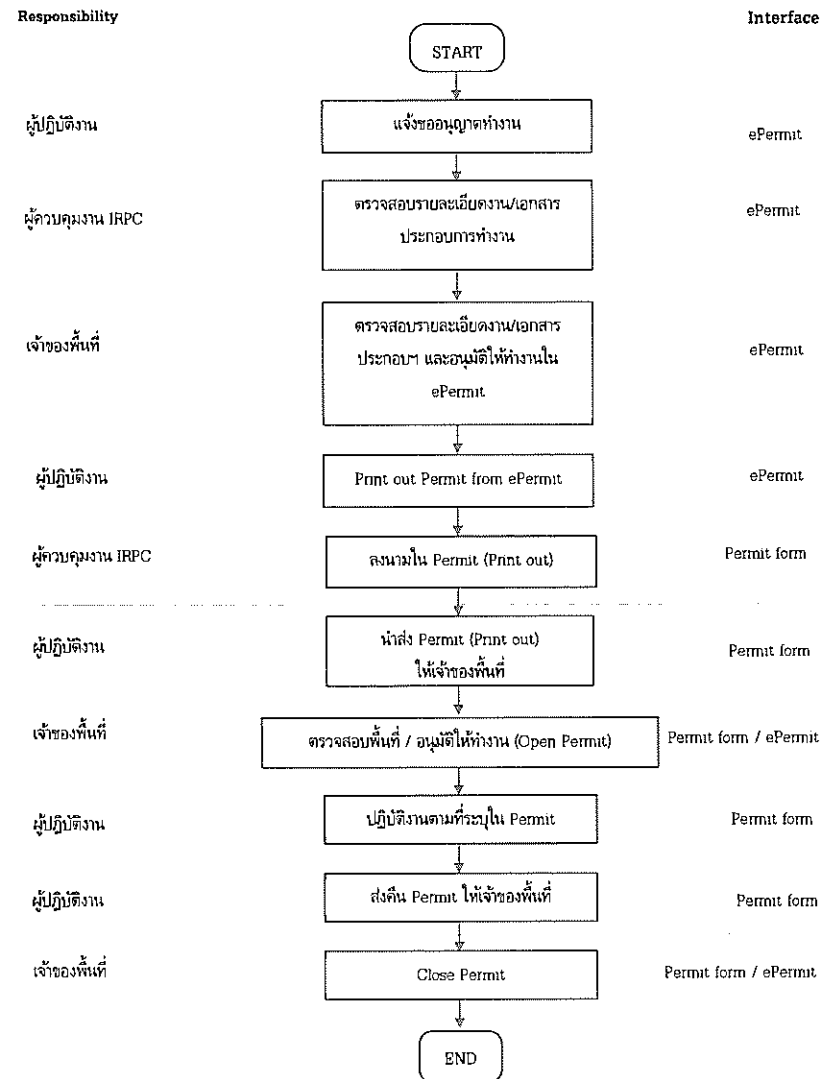 Responsibility
Interface
START
ผู้ปฏิบัติงาน
แจ้งขออนุญาตทำงาน
ePermit
ผู้ควบคุมงาน IRPC
ตรวจสอบรายละเอียดงาน/เอกสาร
ประกอบการทำงาน
ePermit
เจ้าของพื้นที่
ตรวจสอบรายละเอียดงาน/เอกสาร
ประกอบฯ และอนุมัติให้ทำงานใน
ePermit
ePermit
ผู้ปฏิบัติงาน
Print out Permit from ePermit
ePermit
ผู้ควบคุมงาน IRPC
ลงนามใน Permit (Print out)
Permit form
ผู้ปฏิบัติงาน
นำส่ง Permit (Print out)
ให้เจ้าของพื้นที่
Permit form
เจ้าของพื้นที่
ตรวจสอบพื้นที่ / อนุมัติให้ทำงาน (Open Permit)
Permit form / ePermit
ผู้ปฏิบัติงาน
ปฏิบัติงานตามที่ระบุใน Permit
Permit form
ผู้ปฏิบัติงาน
ส่งคืน Permit ให้เจ้าของพื้นที่
Permit form
เจ้าของพื้นที่
Close Permit
Permit form / ePermit
END